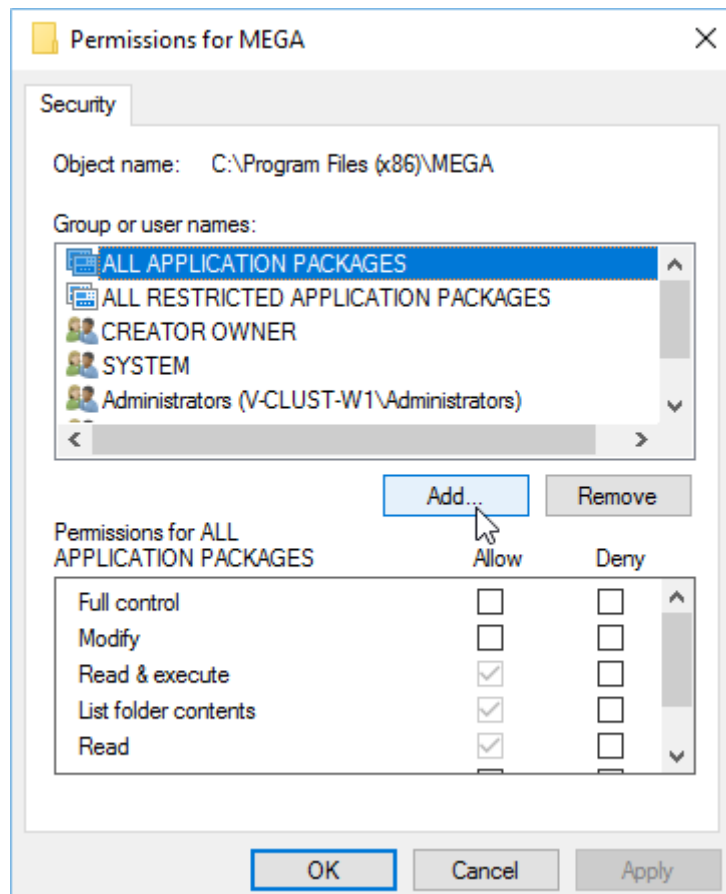 Permissions for MEGA
Security
Object name: C:\Program Files (x86)\MEGA
Group or user names:
ALL APPLICATION PACKAGES
ALL RESTRICTED APPLICATION PACKAGES
CREATOR OWNER
SYSTEM
Administrators (V-CLUST-W1\Administrators)
Add... Remove
Permissions for ALL
APPLICATION PACKAGES Allow Deny
Full control
Modify
Read & execute
List folder contents
Read
OK Cancel Apply